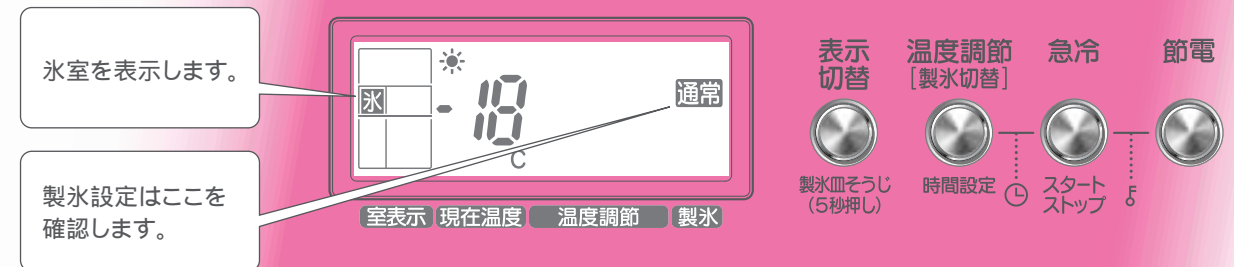 氷室を表示します。
製氷設定はここを
確認します。
氷
-18
C
通常
室表示 現在温度 温度調節 製氷
表示
切替
温度調節
[製氷切替]
急冷
節電
製氷皿そうじ
(5秒押し)
時間設定
スタート
ストップ